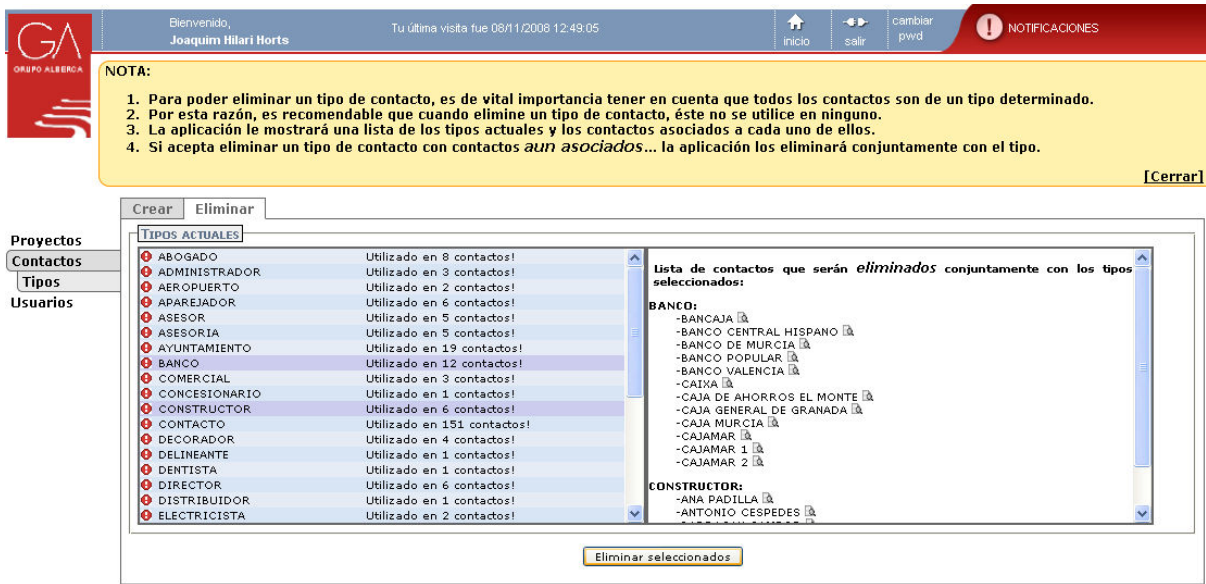 GA
GRUPO ALBERCA
Bienvenido,
Joaquim Hilari Horts
Tu última visita fue 08/11/2008 12:49:05
inicio
salir
cambiar
pwd
NOTIFICACIONES
NOTA:
1. Para poder eliminar un tipo de contacto, es de vital importancia tener en cuenta que todos los contactos son de un tipo determinado.
2. Por esta razón, es recomendable que cuando elimine un tipo de contacto, éste no se utilice en ninguno.
3. La aplicación le mostrará una lista de los tipos actuales y los contactos asociados a cada uno de ellos.
4. Si acepta eliminar un tipo de contacto con contactos aun asociados... la aplicación los eliminará conjuntamente con el tipo.
[Cerrar]
Proyectos
Contactos
Tipos
Usuarios
Crear Eliminar
TIPOS ACTUALES
ABOGADO Utilizado en 8 contactos!
ADMINISTRADOR Utilizado en 3 contactos!
AEROPUERTO Utilizado en 2 contactos!
APAREJADOR Utilizado en 6 contactos!
ASESOR Utilizado en 5 contactos!
ASESORIA Utilizado en 5 contactos!
AYUNTAMIENTO Utilizado en 19 contactos!
BANCO Utilizado en 12 contactos!
COMERCIAL Utilizado en 3 contactos!
CONCESIONARIO Utilizado en 1 contactos!
CONSTRUCTOR Utilizado en 6 contactos!
CONTACTO Utilizado en 151 contactos!
DECORADOR Utilizado en 4 contactos!
DELINEANTE Utilizado en 1 contactos!
DENTISTA Utilizado en 1 contactos!
DIRECTOR Utilizado en 6 contactos!
DISTRIBUIDOR Utilizado en 1 contactos!
ELECTRICISTA Utilizado en 2 contactos!
Lista de contactos que serán eliminados conjuntamente con los tipos
seleccionados:
BANCO:
-BANCAJA
-BANCO CENTRAL HISPANO
-BANCO DE MURCIA
-BANCO POPULAR
-BANCO VALENCIA
-CAIXA
-CAJA DE AHORROS EL MONTE
-CAJA GENERAL DE GRANADA
-CAJA MURCIA
-CAJAMAR
-CAJAMAR 1
-CAJAMAR 2
CONSTRUCTOR:
-ANA PADILLA
-ANTONIO CESPEDES
Eliminar seleccionados